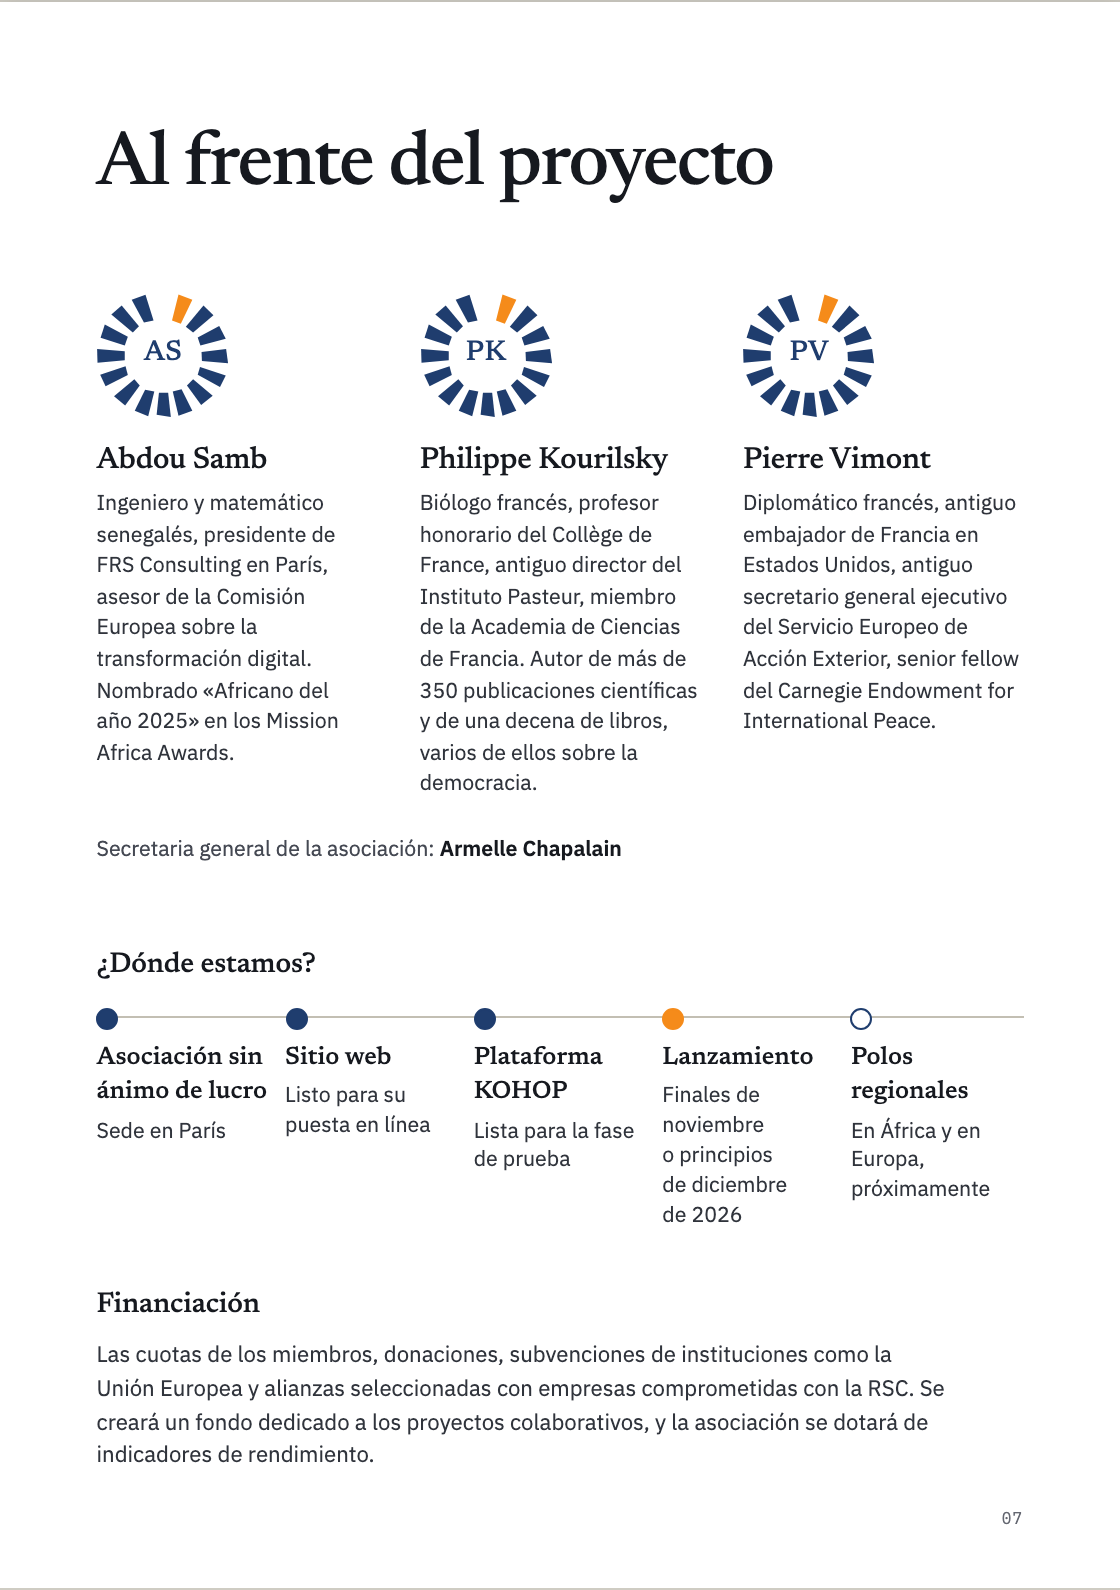 Al frente del proyecto
AS
Abdou Samb
Ingeniero y matemático
senegalés, presidente de
FRS Consulting en París,
asesor de la Comisión
Europea sobre la
transformación digital.
Nombrado «Africano del
año 2025» en los Mission
Africa Awards.
PK
Philippe Kourilsky
Biólogo francés, profesor
honorario del Collège de
France, antiguo director del
Instituto Pasteur, miembro
de la Academia de Ciencias
de Francia. Autor de más de
350 publicaciones científicas
y de una decena de libros,
varios de ellos sobre la
democracia.
PV
Pierre Vimont
Diplomático francés, antiguo
embajador de Francia en
Estados Unidos, antiguo
secretario general ejecutivo
del Servicio Europeo de
Acción Exterior, senior fellow
del Carnegie Endowment for
International Peace.
Secretaria general de la asociación: Armelle Chapalain
¿Dónde estamos?
Asociación sin
ánimo de lucro
Sede en París
Sitio web
Listo para su
puesta en línea
Plataforma
KOHOP
Lista para la fase
de prueba
Lanzamiento
Finales de
noviembre
o principios
de diciembre
de 2026
Polos
regionales
En África y en
Europa,
próximamente
Financiación
Las cuotas de los miembros, donaciones, subvenciones de instituciones como la
Unión Europea y alianzas seleccionadas con empresas comprometidas con la RSC. Se
creará un fondo dedicado a los proyectos colaborativos, y la asociación se dotará de
indicadores de rendimiento.
07